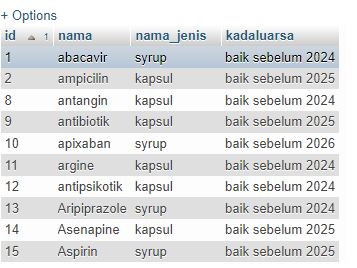 + Options
id 1 nama nama_jenis kadaluarsa
1 abacavir syrup baik sebelum 2024
2 ampicilin kapsul baik sebelum 2025
8 antangin kapsul baik sebelum 2024
9 antibiotik kapsul baik sebelum 2025
10 apixaban syrup baik sebelum 2026
11 argine kapsul baik sebelum 2024
12 antipsikotik kapsul baik sebelum 2024
13 Aripiprazole syrup baik sebelum 2024
14 Asenapine kapsul baik sebelum 2025
15 Aspirin syrup baik sebelum 2025